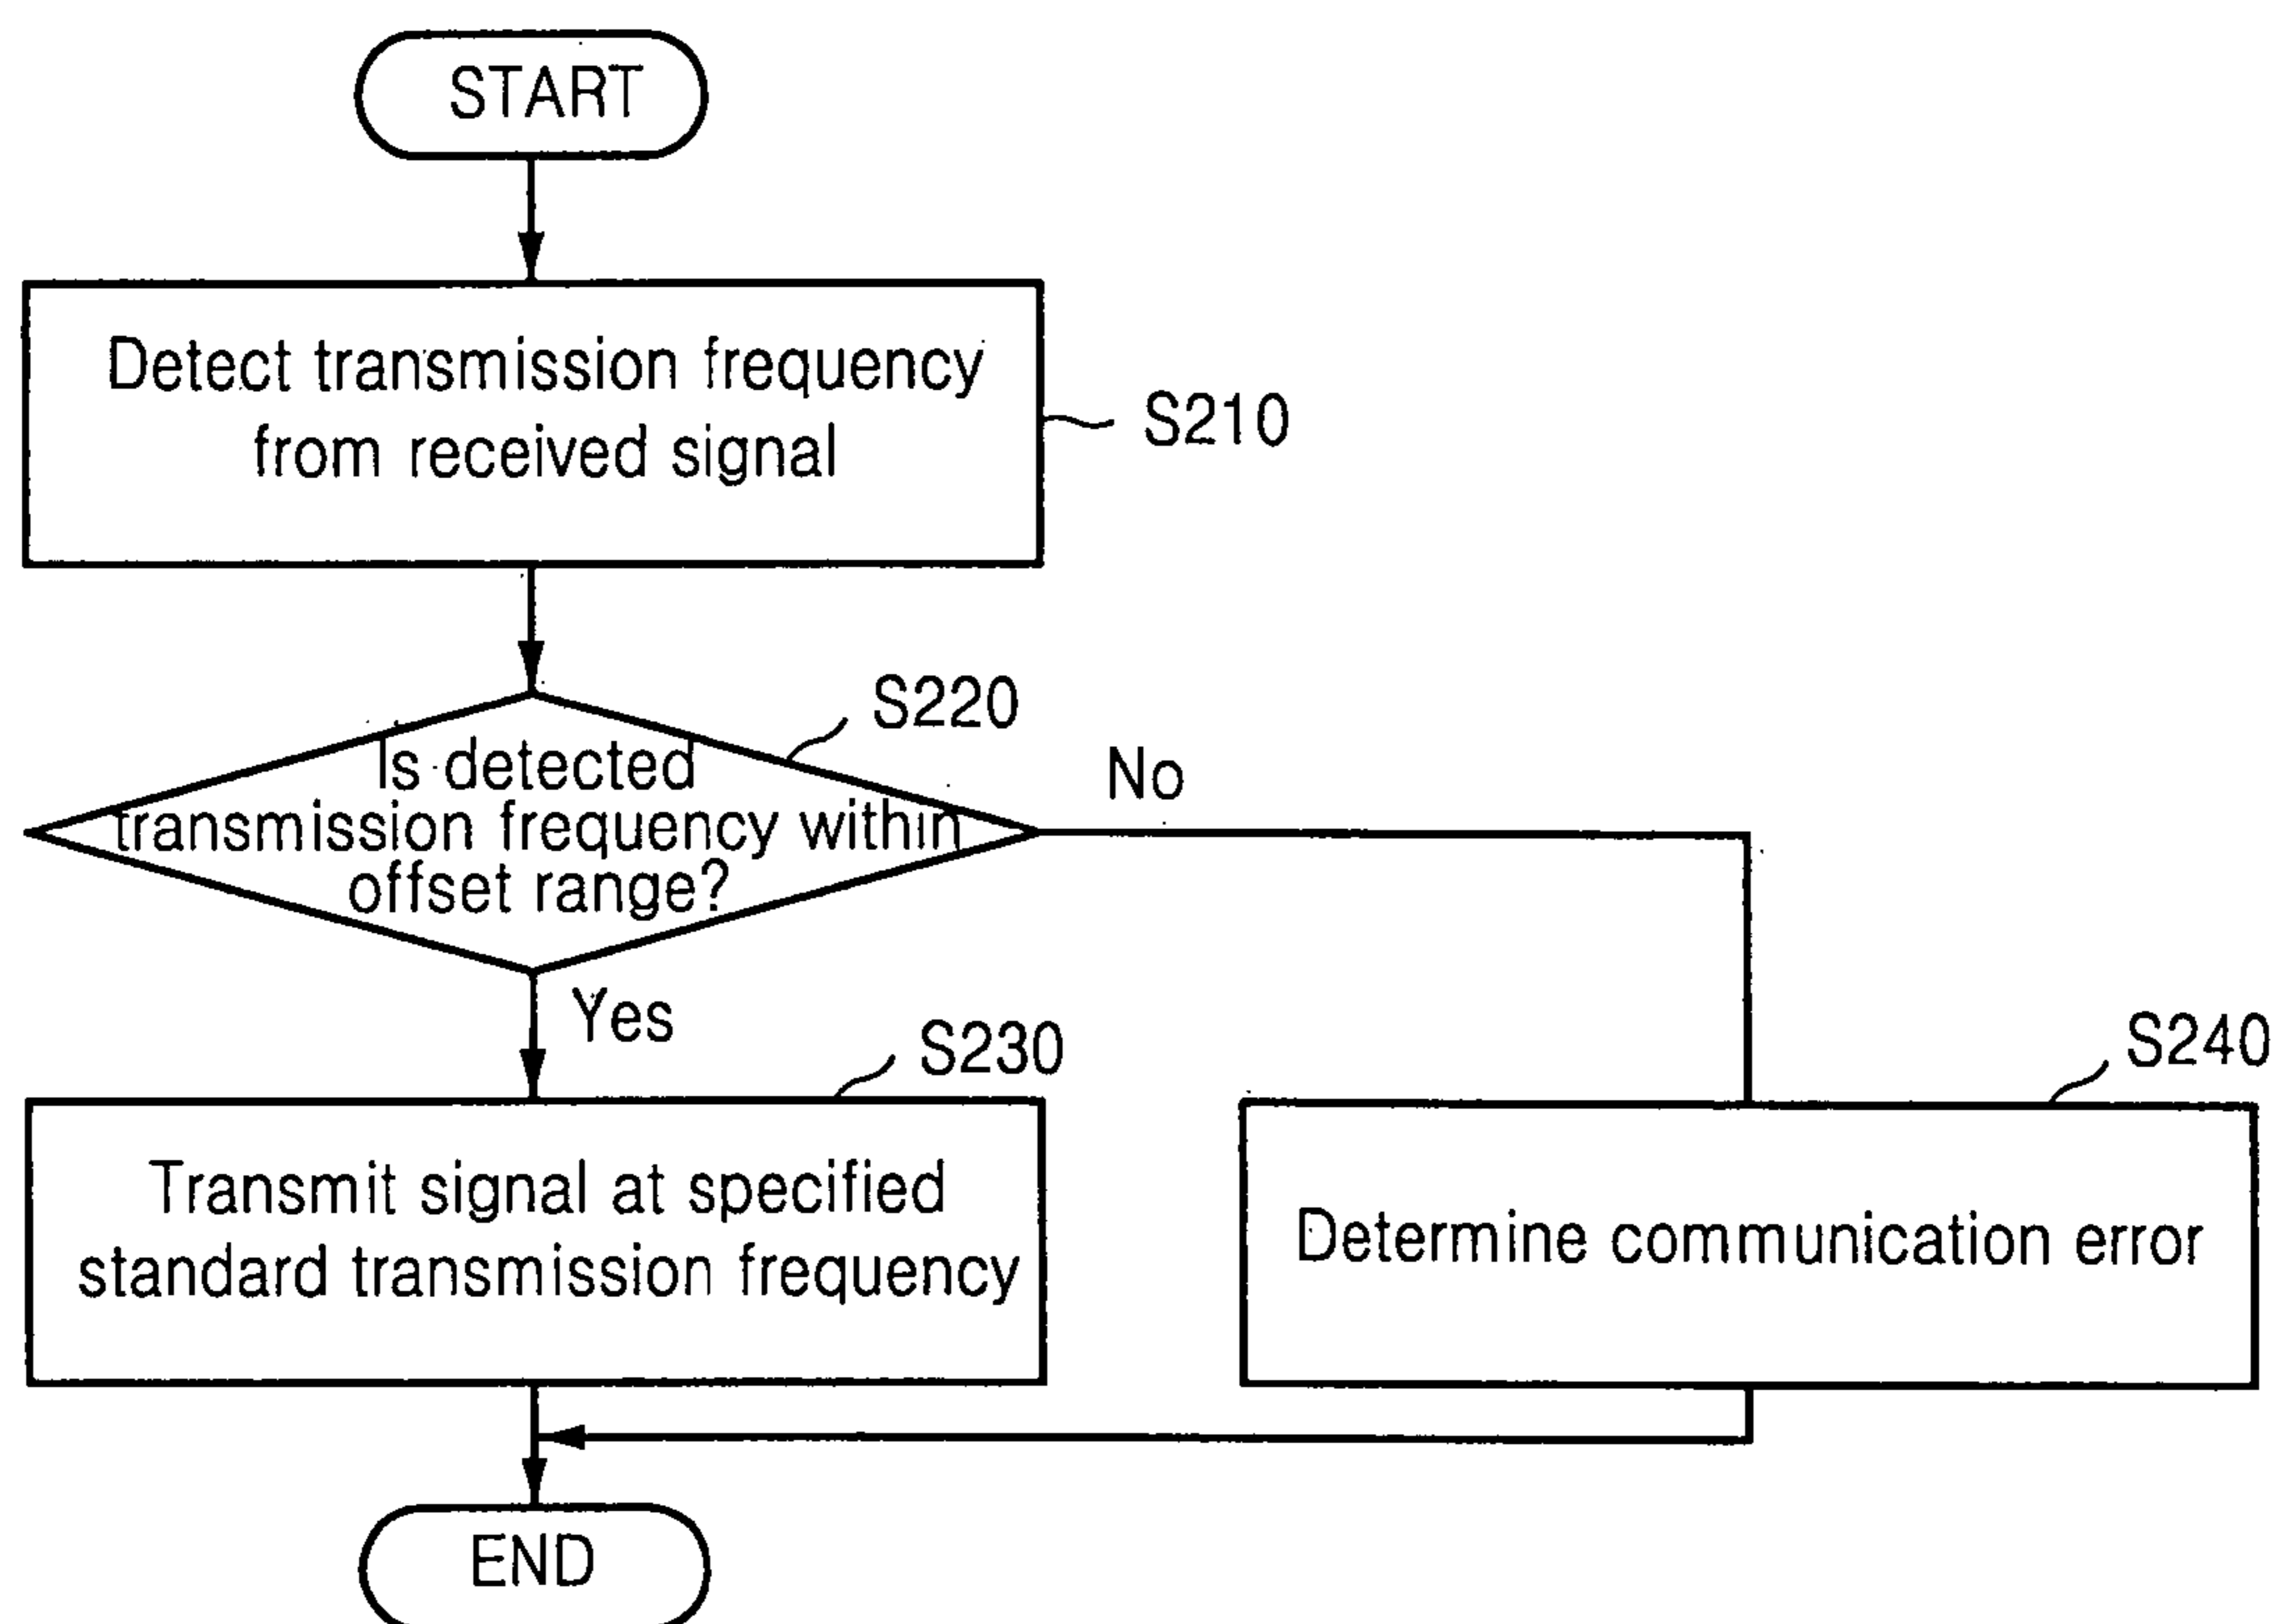 START
Detect transmission frequency
from received signal
S210
S220
Is detected
transmission frequency within
offset range?
No
Yes
S230
S240
Transmit signal at specified
standard transmission frequency
Determine communication error
END